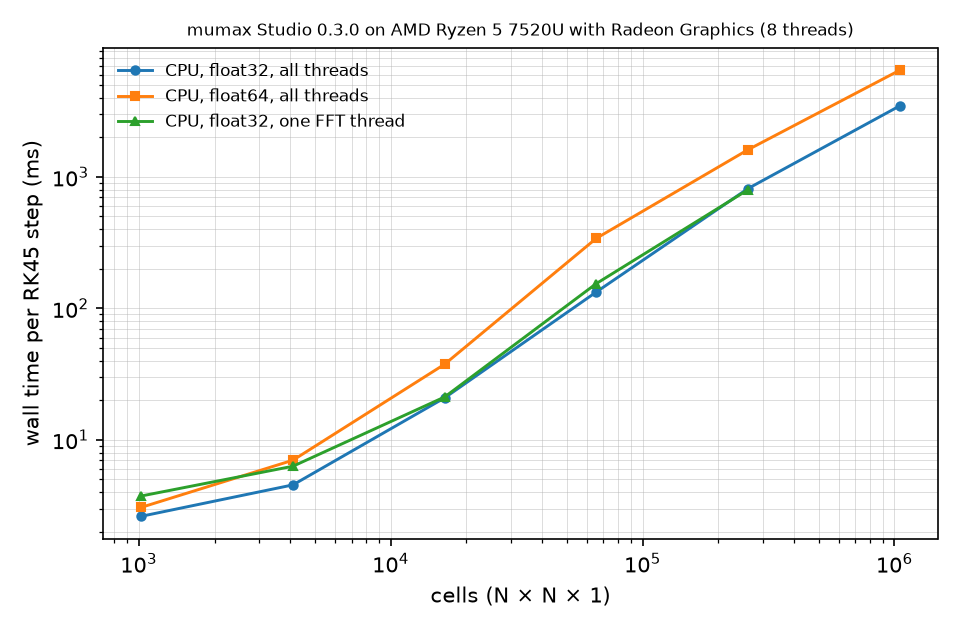 mumax Studio 0.3.0 on AMD Ryzen 5 7520U with Radeon Graphics (8 threads)
CPU, float32, all threads
CPU, float64, all threads
CPU, float32, one FFT thread
wall time per RK45 step (ms)
10³
10²
10¹
10³ 10⁴ 10⁵ 10⁶
cells (N × N × 1)